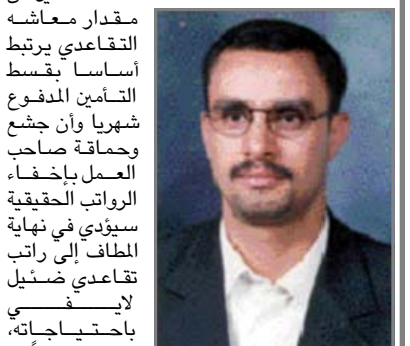 مقدار معاشه
التقاعدي يرتبط
أساسا بقسط
التأمين المدفوع
شهريا وأن جشع
وحماقة صاحب
العمل بإخفاء
الرواتب الحقيقية
سيؤدي في نهاية
المطاف إلى راتب
تقاعدي ضئيل
لايفي
باحتياجاته،